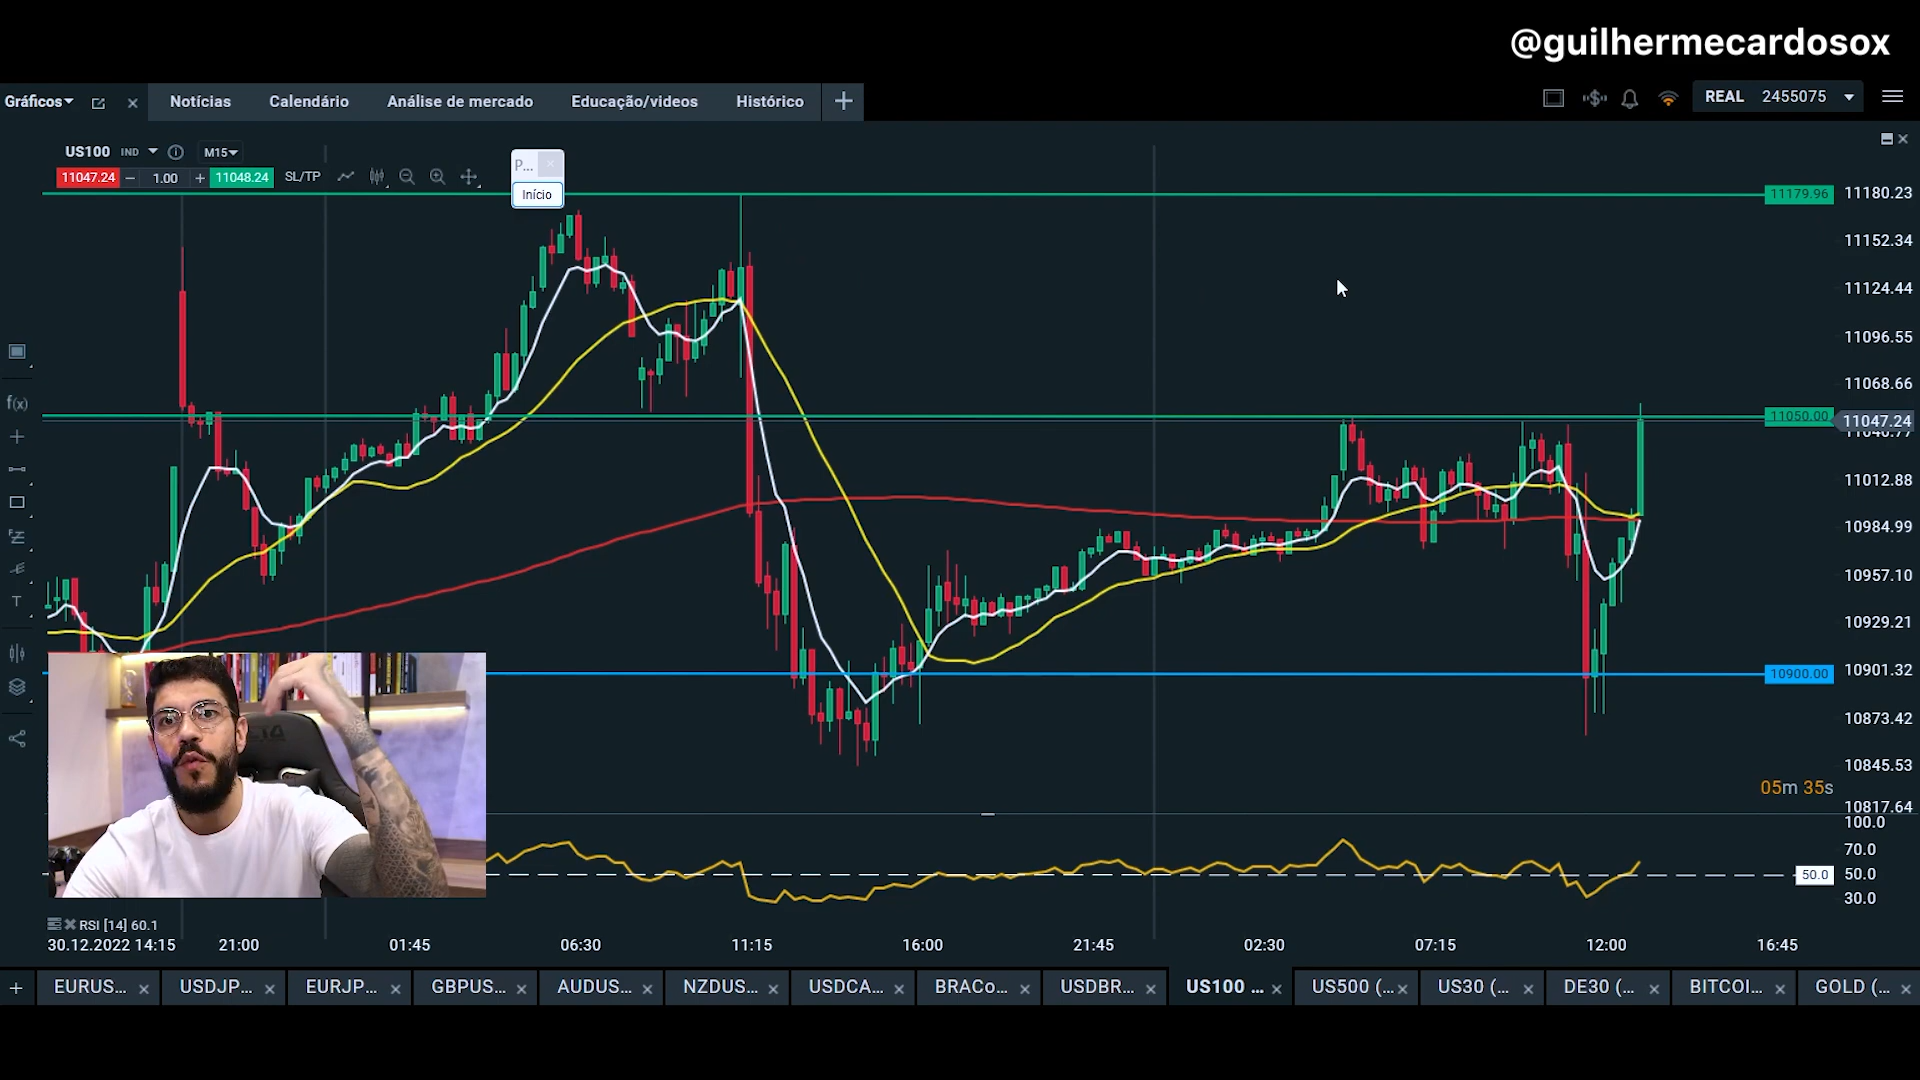 @guilhermecardosox
Gráficos
Notícias
Calendário
Análise de mercado
Educação/videos
Histórico
REAL 2455075
US100 IND M15
11047.24 − 1.00 + 11048.24 SL/TP
P...
Início
11179.96
11050.00
10900.00
11180.23
11152.34
11124.44
11096.55
11068.66
11047.24
11012.88
10984.99
10957.10
10929.21
10901.32
10873.42
10845.53
10817.64
05m 35s
100.0
70.0
50.0
50.0
30.0
f(x)
T
RSI [14] 60.1
30.12.2022 14:15 21:00 01:45 06:30 11:15 16:00 21:45 02:30 07:15 12:00 16:45
EURUS...
USDJP...
EURJP...
GBPUS...
AUDUS...
NZDUS...
USDCA...
BRACo...
USDBR...
US100 ...
US500 (...
US30 (...
DE30 (...
BITCOI...
GOLD (...